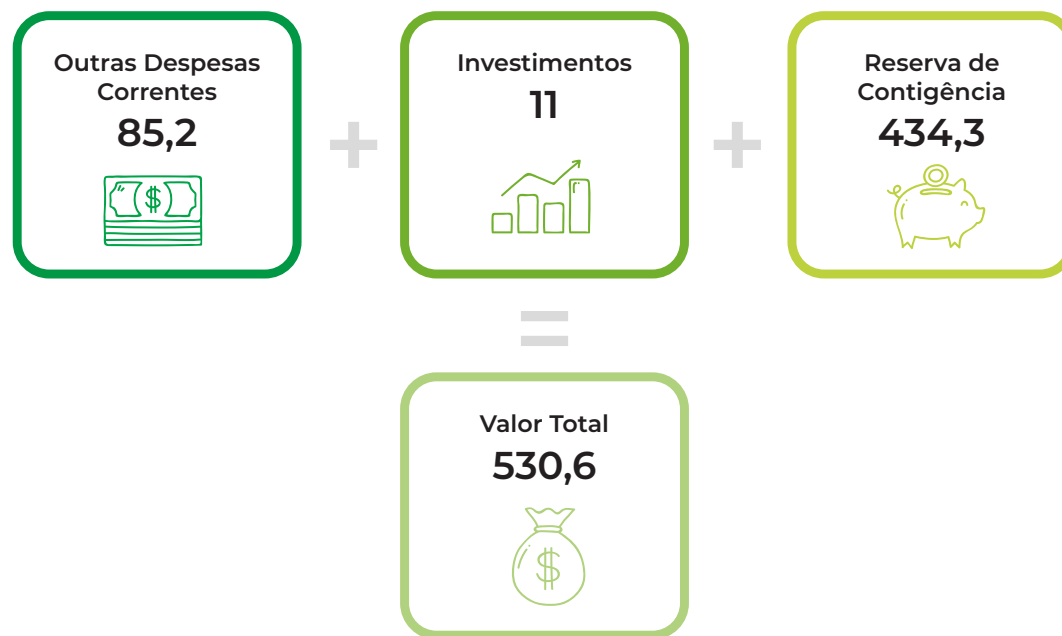 Outras Despesas
Correntes
85,2
+
Investimentos
11
+
Reserva de
Contigência
434,3
=
Valor Total
530,6